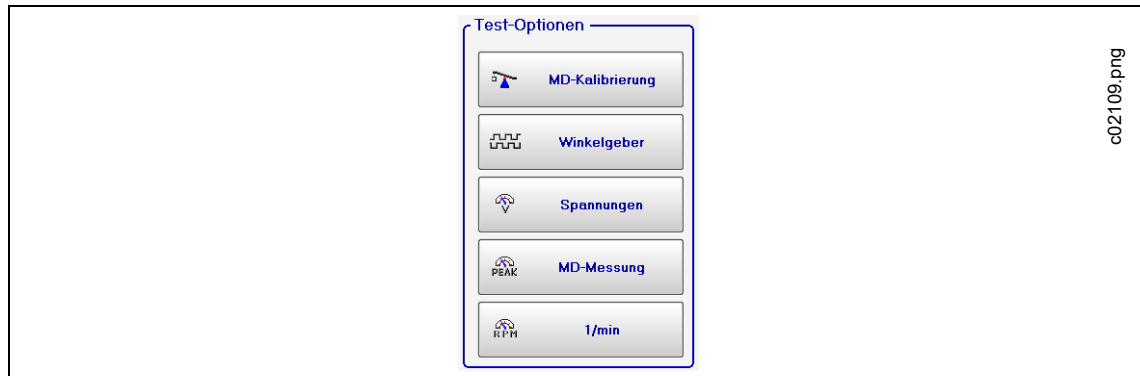 Test-Optionen
MD-Kalibrierung
Winkelgeber
V Spannungen
PEAK MD-Messung
RPM 1/min
c02109.png